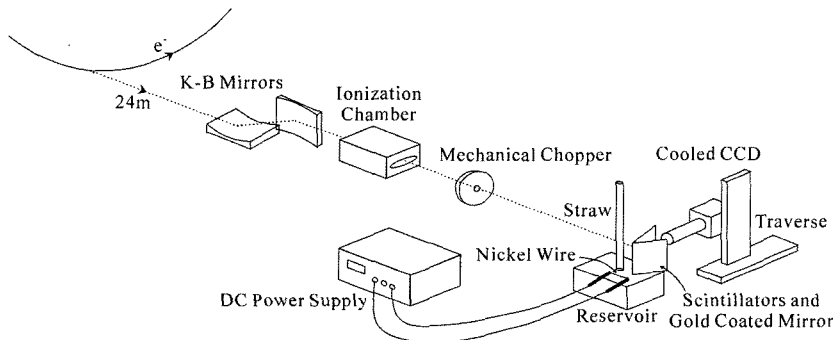 e-
K-B Mirrors
24m
Ionization
Chamber
Mechanical Chopper
Cooled CCD
Straw
Traverse
Nickel Wire
DC Power Supply
Reservoir
Scintillators and
Gold Coated Mirror